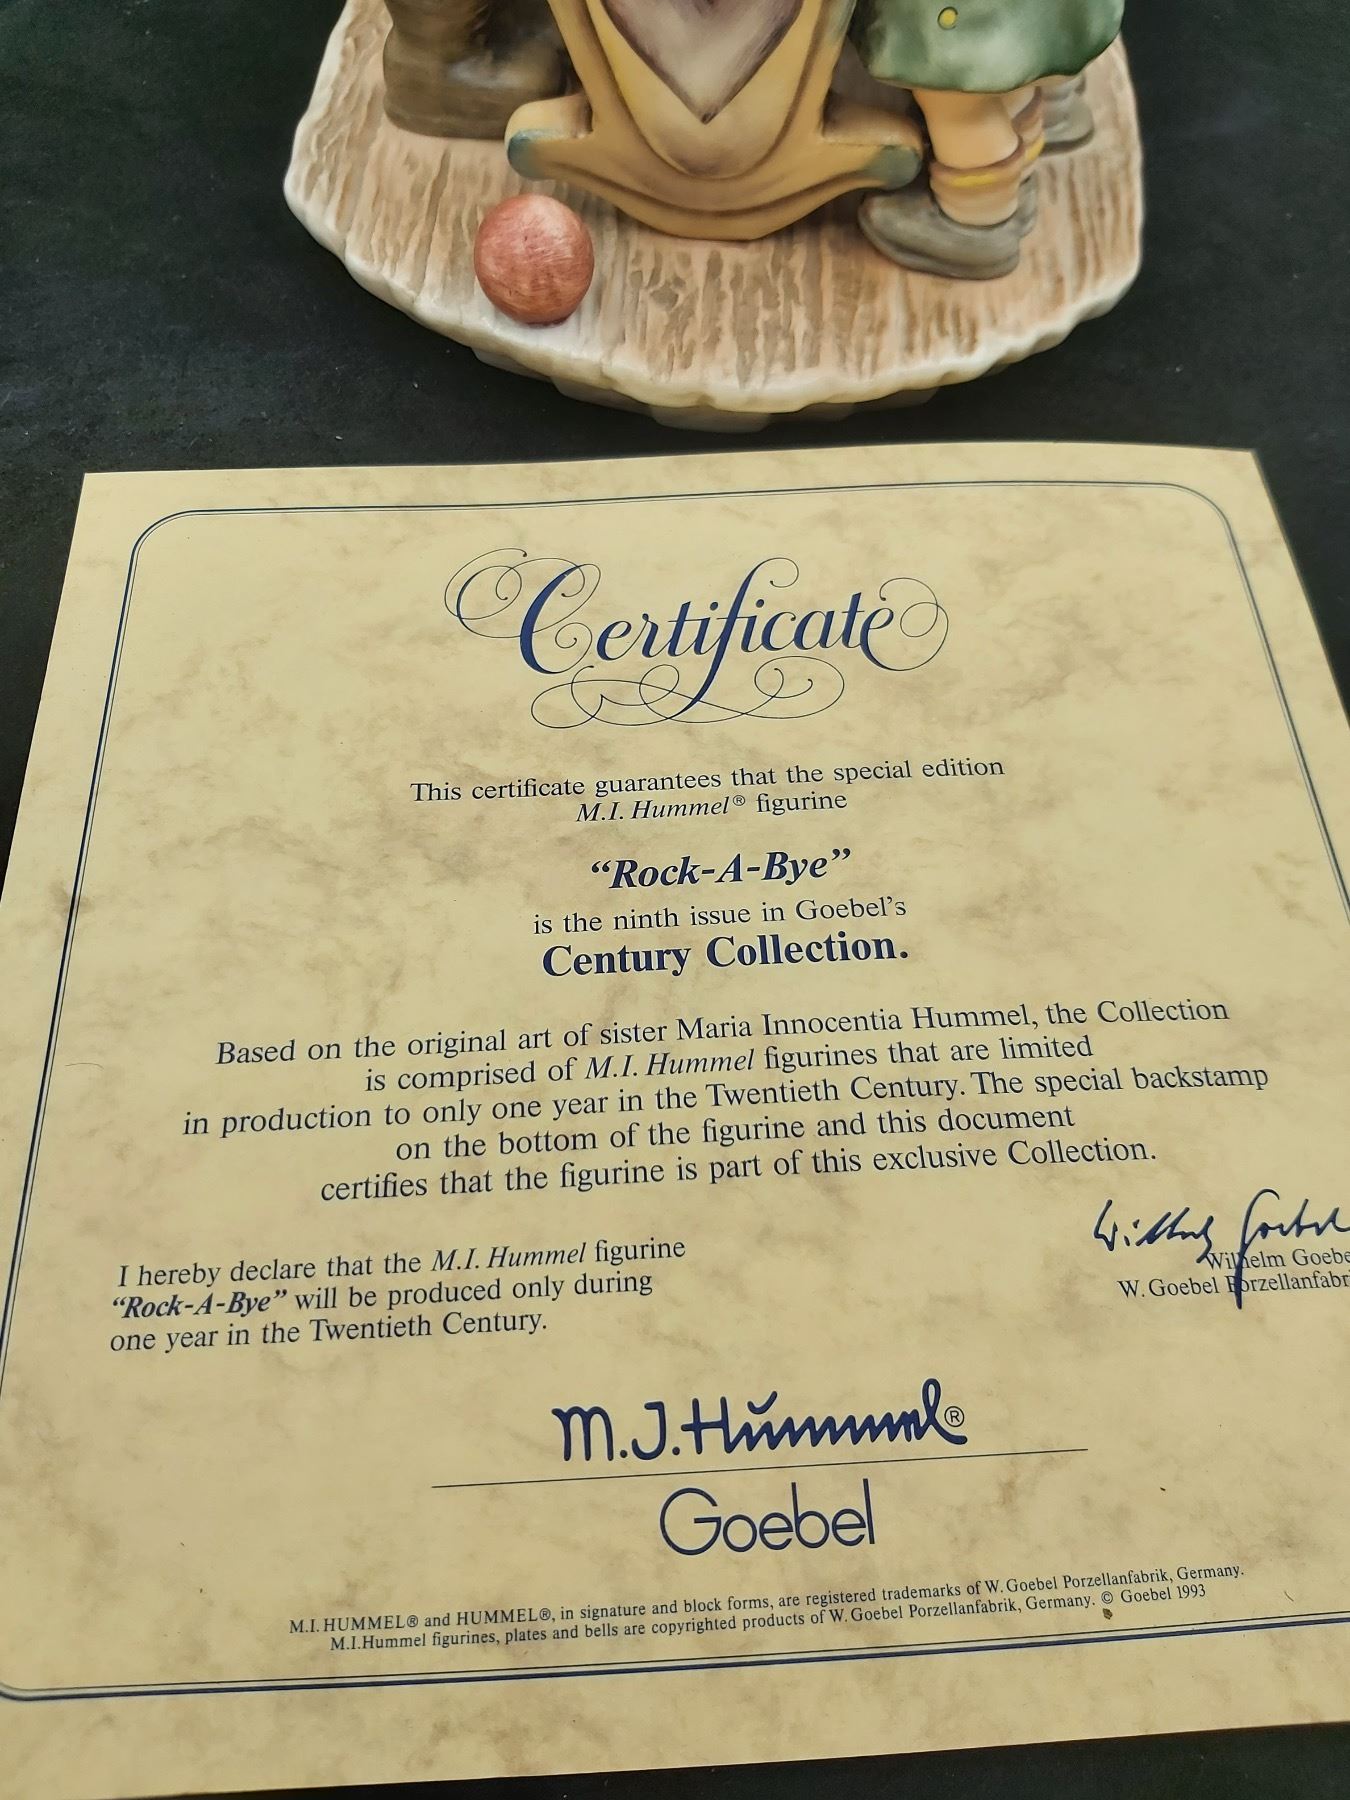 Certificate
This certificate guarantees that the special edition
M.I. Hummel® figurine
“Rock-A-Bye”
is the ninth issue in Goebel’s
Century Collection.
Based on the original art of sister Maria Innocentia Hummel, the Collection
is comprised of M.I. Hummel figurines that are limited
in production to only one year in the Twentieth Century. The special backstamp
on the bottom of the figurine and this document
certifies that the figurine is part of this exclusive Collection.
I hereby declare that the M.I. Hummel figurine
“Rock-A-Bye” will be produced only during
one year in the Twentieth Century.
Wilhelm Goebel
Wilhelm Goebe
W. Goebel Porzellanfabr
M.J. Hummel®
Goebel
M.I. HUMMEL® and HUMMEL®, in signature and block forms, are registered trademarks of W. Goebel Porzellanfabrik, Germany.
M.I.Hummel figurines, plates and bells are copyrighted products of W. Goebel Porzellanfabrik, Germany. © Goebel 1993